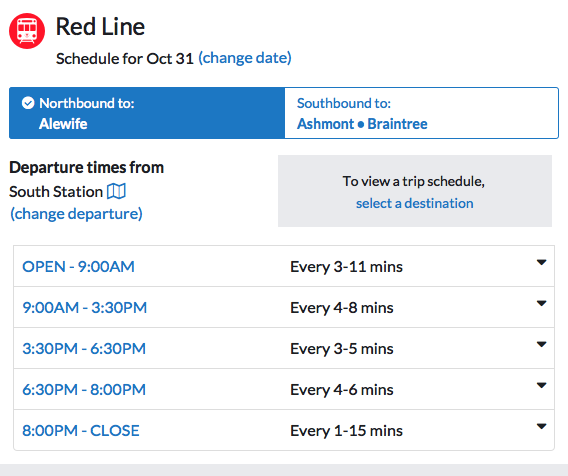 Red Line
Schedule for Oct 31 (change date)
Northbound to:
Alewife
Southbound to:
Ashmont • Braintree
Departure times from
South Station
(change departure)
To view a trip schedule,
select a destination
OPEN - 9:00AM Every 3-11 mins
9:00AM - 3:30PM Every 4-8 mins
3:30PM - 6:30PM Every 3-5 mins
6:30PM - 8:00PM Every 4-6 mins
8:00PM - CLOSE Every 1-15 mins